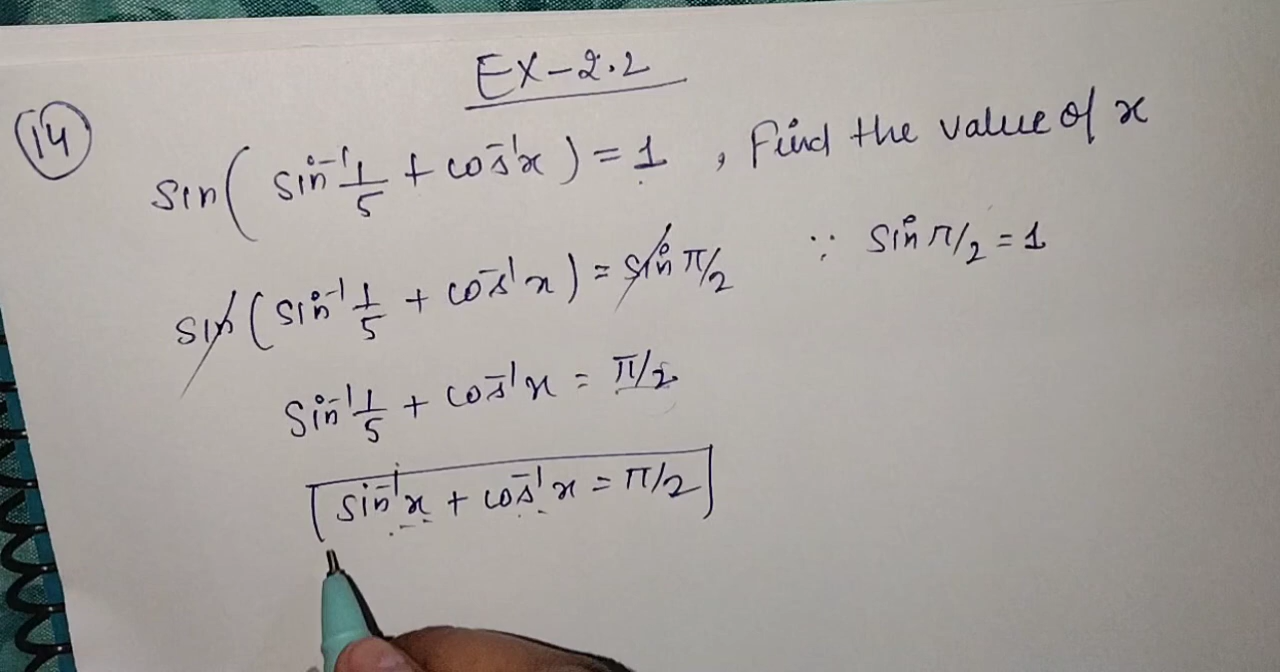 EX-2.2
(14) sin( sin⁻¹ 1/5 + cos⁻¹x ) = 1 , Find the value of x
sin( sin⁻¹ 1/5 + cos⁻¹x ) = sin π/2 ∵ sin π/2 = 1
sin⁻¹ 1/5 + cos⁻¹x = π/2
sin⁻¹x + cos⁻¹x = π/2